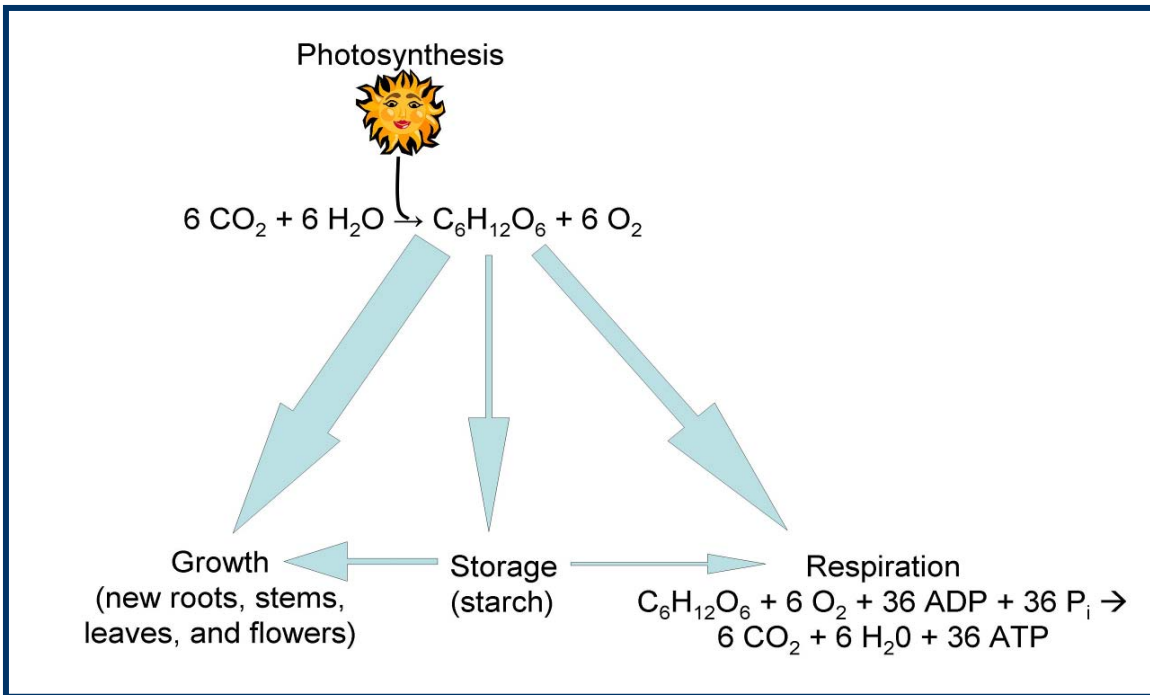 Photosynthesis
6 CO₂ + 6 H₂O → C₆H₁₂O₆ + 6 O₂
Growth
(new roots, stems,
leaves, and flowers)
Storage
(starch)
Respiration
C₆H₁₂O₆ + 6 O₂ + 36 ADP + 36 Pᵢ →
6 CO₂ + 6 H₂0 + 36 ATP